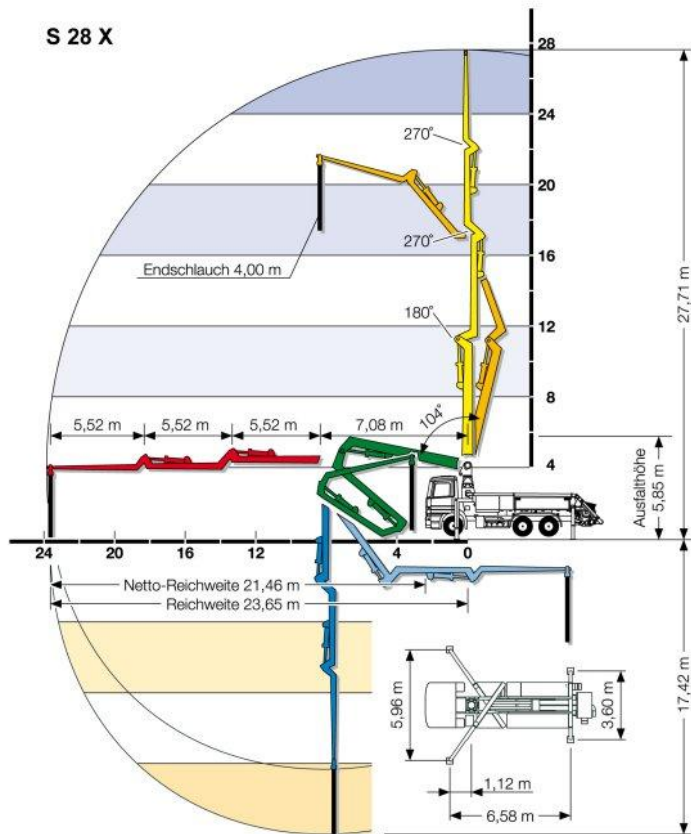 S 28 X
28
24
270°
20
270°
16
Endschlauch 4,00 m
27,71 m
180°
12
8
5,52 m
5,52 m
5,52 m
7,08 m
104°
4
Ausfalthöhe
5,85 m
24
20
16
12
4
0
Netto-Reichweite 21,46 m
Reichweite 23,65 m
17,42 m
5,96 m
3,60 m
1,12 m
6,58 m